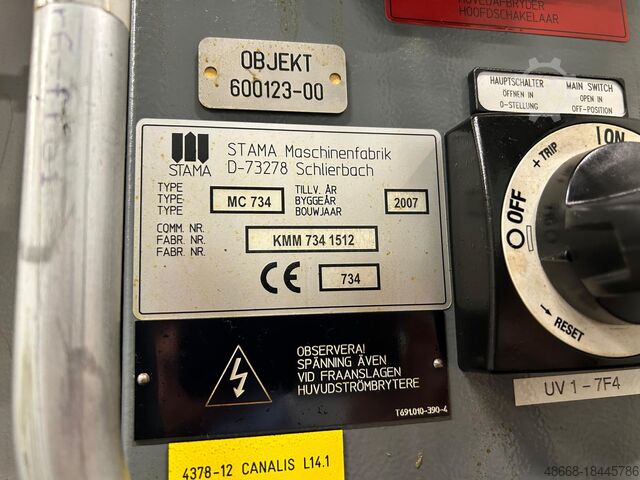 HOVEDAFBRYDER
HOOFDSCHAKELAAR
OBJEKT
600123-00
HAUPTSCHALTER
ÖFFNEN IN
0-STELLUNG
MAIN SWITCH
OPEN IN
OFF-POSITION
STAMA
STAMA Maschinenfabrik
D-73278 Schlierbach
TYPE
TYPE
TYPE
MC 734
TILLV. ÅR
BYGGEÅR
BOUWJAAR
2007
COMM. NR.
FABR. NR.
FABR. NR.
KMM 734 1512
CE
734
I ON
+ TRIP
O OFF
→ RESET
OBSERVERA!
SPÄNNING ÄVEN
VID FRAANSLAGEN
HUVUDSTRÖMBRYTERE
T691.010-390-4
UV 1 - 7F4
4378-12 CANALIS L14.1
48668-18445786